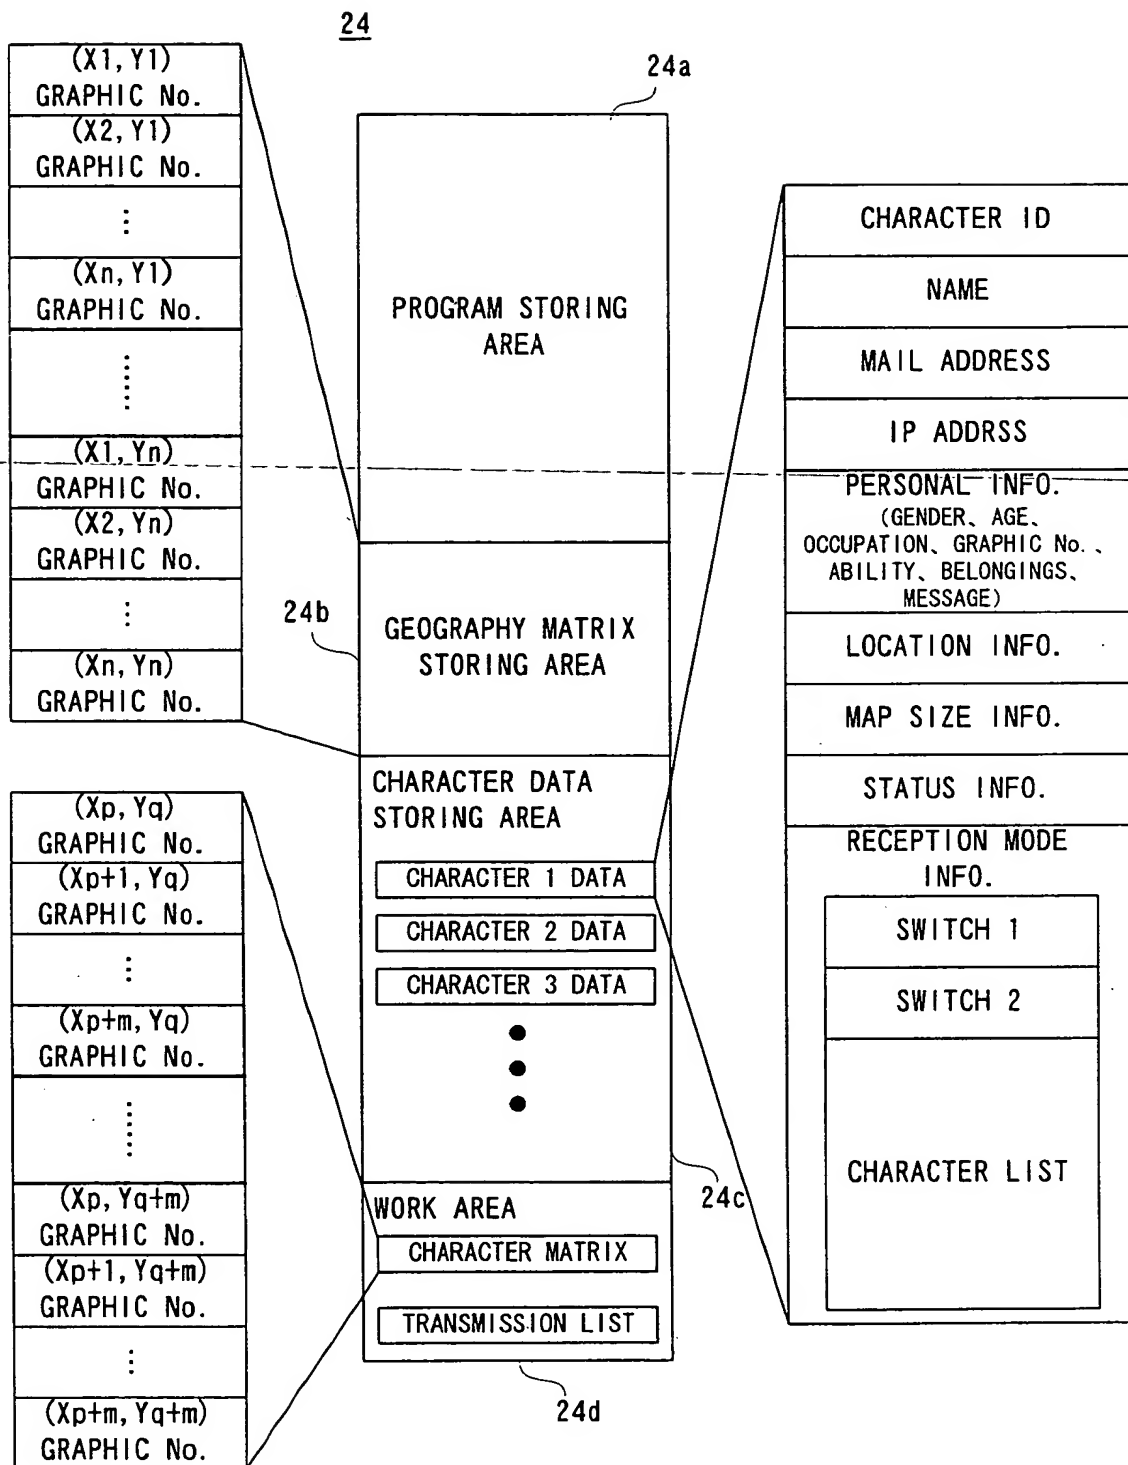 24
(X1,Y1)
GRAPHIC No.
(X2,Y1)
GRAPHIC No.
⋮
(Xn,Y1)
GRAPHIC No.
⋮
(X1,Yn)
GRAPHIC No.
(X2,Yn)
GRAPHIC No.
⋮
(Xn,Yn)
GRAPHIC No.
(Xp,Yq)
GRAPHIC No.
(Xp+1,Yq)
GRAPHIC No.
⋮
(Xp+m,Yq)
GRAPHIC No.
⋮
(Xp,Yq+m)
GRAPHIC No.
(Xp+1,Yq+m)
GRAPHIC No.
⋮
(Xp+m,Yq+m)
GRAPHIC No.
24a
PROGRAM STORING
AREA
24b
GEOGRAPHY MATRIX
STORING AREA
CHARACTER DATA
STORING AREA
CHARACTER 1 DATA
CHARACTER 2 DATA
CHARACTER 3 DATA
24c
WORK AREA
CHARACTER MATRIX
TRANSMISSION LIST
24d
CHARACTER ID
NAME
MAIL ADDRESS
IP ADDRSS
PERSONAL INFO.
(GENDER、AGE、
OCCUPATION、GRAPHIC No.、
ABILITY、BELONGINGS、
MESSAGE)
LOCATION INFO.
MAP SIZE INFO.
STATUS INFO.
RECEPTION MODE
INFO.
SWITCH 1
SWITCH 2
CHARACTER LIST